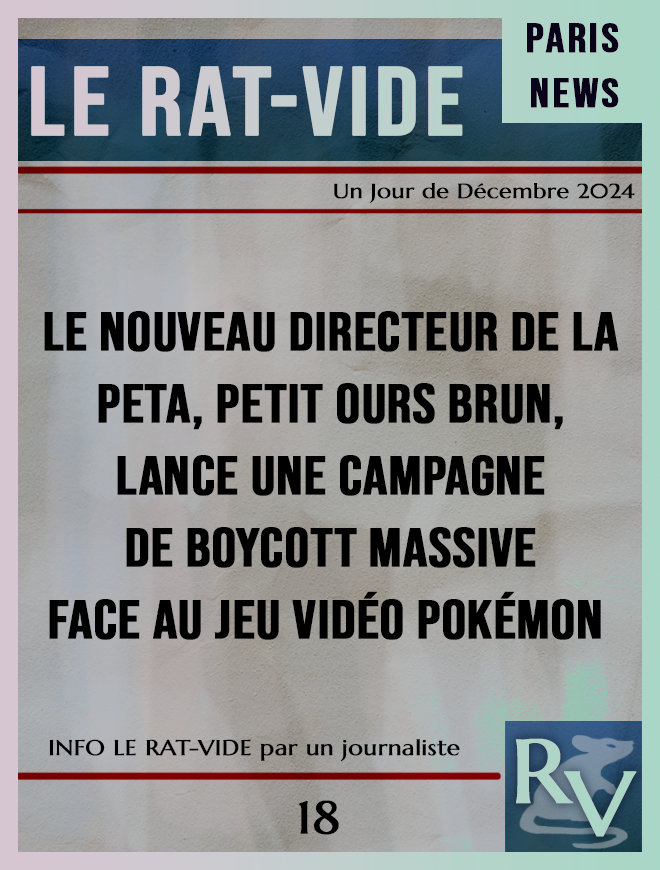 PARIS
NEWS
LE RAT-VIDE
Un Jour de Décembre 2024
LE NOUVEAU DIRECTEUR DE LA
PETA, PETIT OURS BRUN,
LANCE UNE CAMPAGNE
DE BOYCOTT MASSIVE
FACE AU JEU VIDÉO POKÉMON
INFO LE RAT-VIDE par un journaliste
18
RV